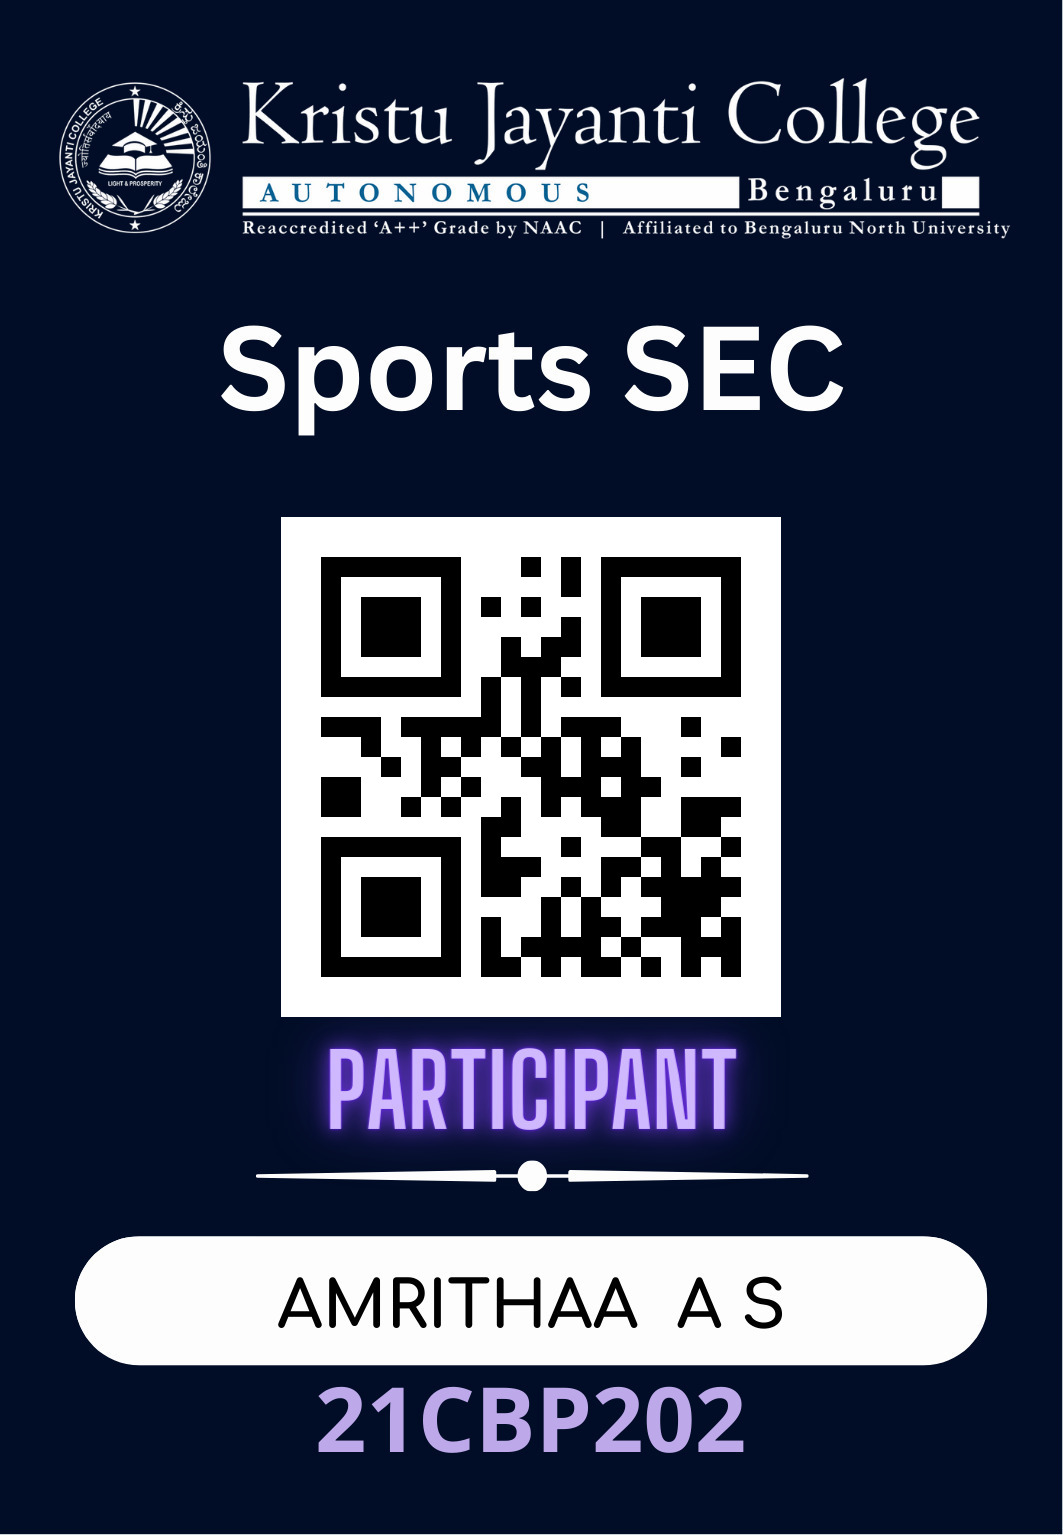 Kristu Jayanti College
AUTONOMOUS Bengaluru
Reaccredited ‘A++’ Grade by NAAC | Affiliated to Bengaluru North University
KRISTU JAYANTI COLLEGE
LIGHT & PROSPERITY
Sports SEC
PARTICIPANT
AMRITHAA A S
21CBP202